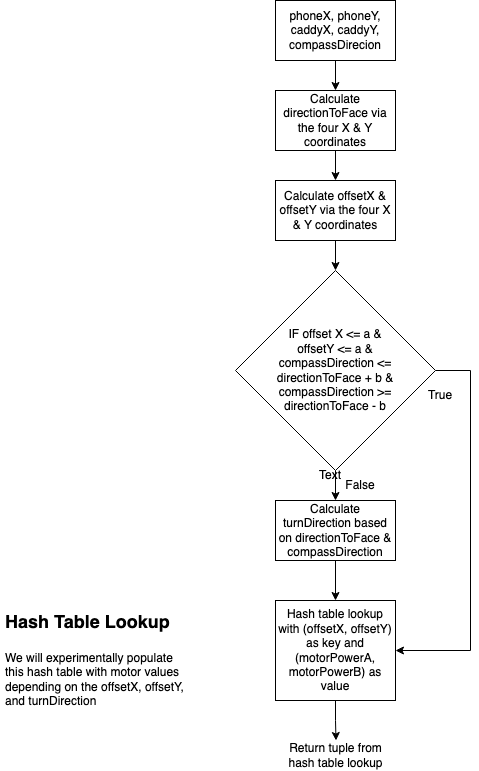 phoneX, phoneY,
caddyX, caddyY,
compassDirecion
Calculate
directionToFace via
the four X & Y
coordinates
Calculate offsetX &
offsetY via the four X
& Y coordinates
IF offset X <= a &
offsetY <= a &
compassDirection <=
directionToFace + b &
compassDirection >=
directionToFace - b
True
Text
False
Calculate
turnDirection based
on directionToFace &
compassDirection
Hash table lookup
with (offsetX, offsetY)
as key and
(motorPowerA,
motorPowerB) as
value
Return tuple from
hash table lookup
Hash Table Lookup
We will experimentally populate
this hash table with motor values
depending on the offsetX, offsetY,
and turnDirection